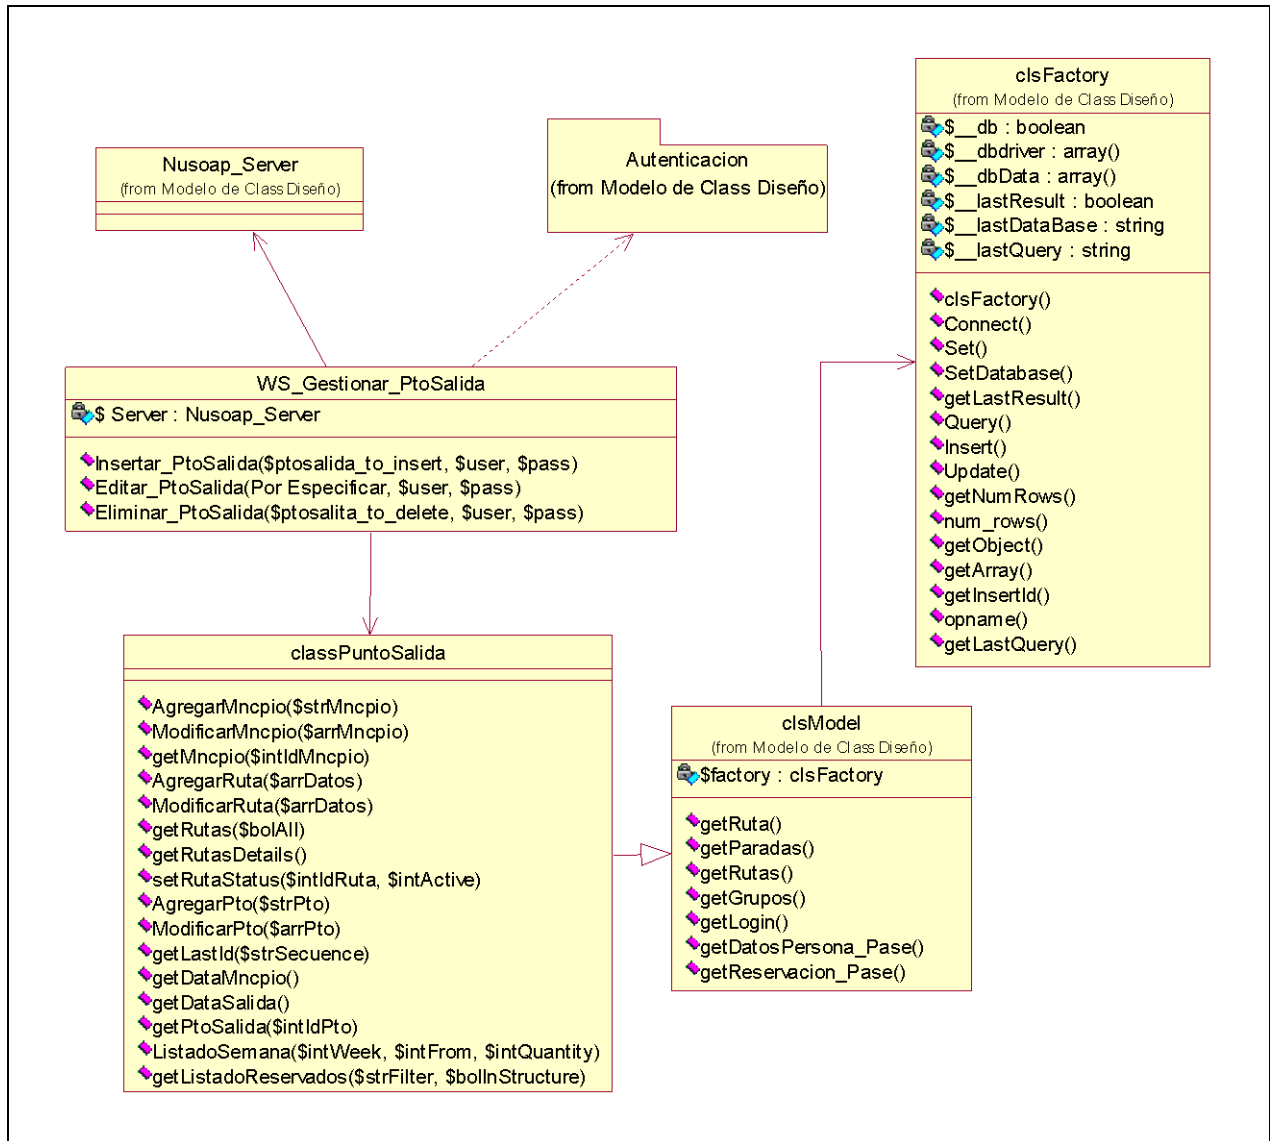 Nusoap_Server
(from Modelo de Class Diseño)
Autenticacion
(from Modelo de Class Diseño)
clsFactory
(from Modelo de Class Diseño)
$__db : boolean
$__dbdriver : array()
$__dbData : array()
$__lastResult : boolean
$__lastDataBase : string
$__lastQuery : string
clsFactory()
Connect()
Set()
SetDatabase()
getLastResult()
Query()
Insert()
Update()
getNumRows()
num_rows()
getObject()
getArray()
getInsertId()
opname()
getLastQuery()
WS_Gestionar_PtoSalida
$ Server : Nusoap_Server
Insertar_PtoSalida($ptosalida_to_insert, $user, $pass)
Editar_PtoSalida(Por Especificar, $user, $pass)
Eliminar_PtoSalida($ptosalita_to_delete, $user, $pass)
classPuntoSalida
AgregarMncpio($strMncpio)
ModificarMncpio($arrMncpio)
getMncpio($intIdMncpio)
AgregarRuta($arrDatos)
ModificarRuta($arrDatos)
getRutas($bolAll)
getRutasDetails()
setRutaStatus($intIdRuta, $intActive)
AgregarPto($strPto)
ModificarPto($arrPto)
getLastId($strSecuence)
getDataMncpio()
getDataSalida()
getPtoSalida($intIdPto)
ListadoSemana($intWeek, $intFrom, $intQuantity)
getListadoReservados($strFilter, $bolInStructure)
clsModel
(from Modelo de Class Diseño)
$factory : clsFactory
getRuta()
getParadas()
getRutas()
getGrupos()
getLogin()
getDatosPersona_Pase()
getReservacion_Pase()